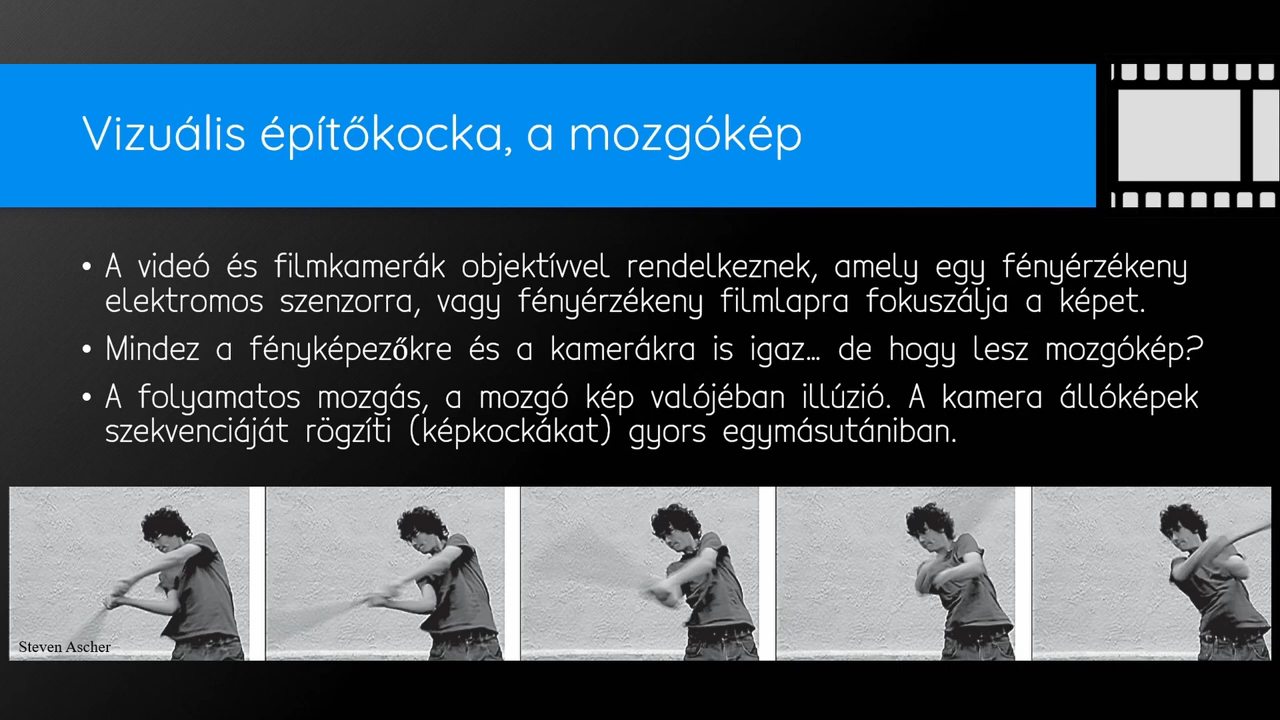 Vizuális építőkocka, a mozgókép
• A videó és filmkamerák objektívvel rendelkeznek, amely egy fényérzékeny
elektromos szenzorra, vagy fényérzékeny filmlapra fokuszálja a képet.
• Mindez a fényképezőkre és a kamerákra is igaz... de hogy lesz mozgókép?
• A folyamatos mozgás, a mozgó kép valójéban illúzió. A kamera állóképek
szekvenciáját rögzíti (képkockákat) gyors egymásutániban.
Steven Ascher